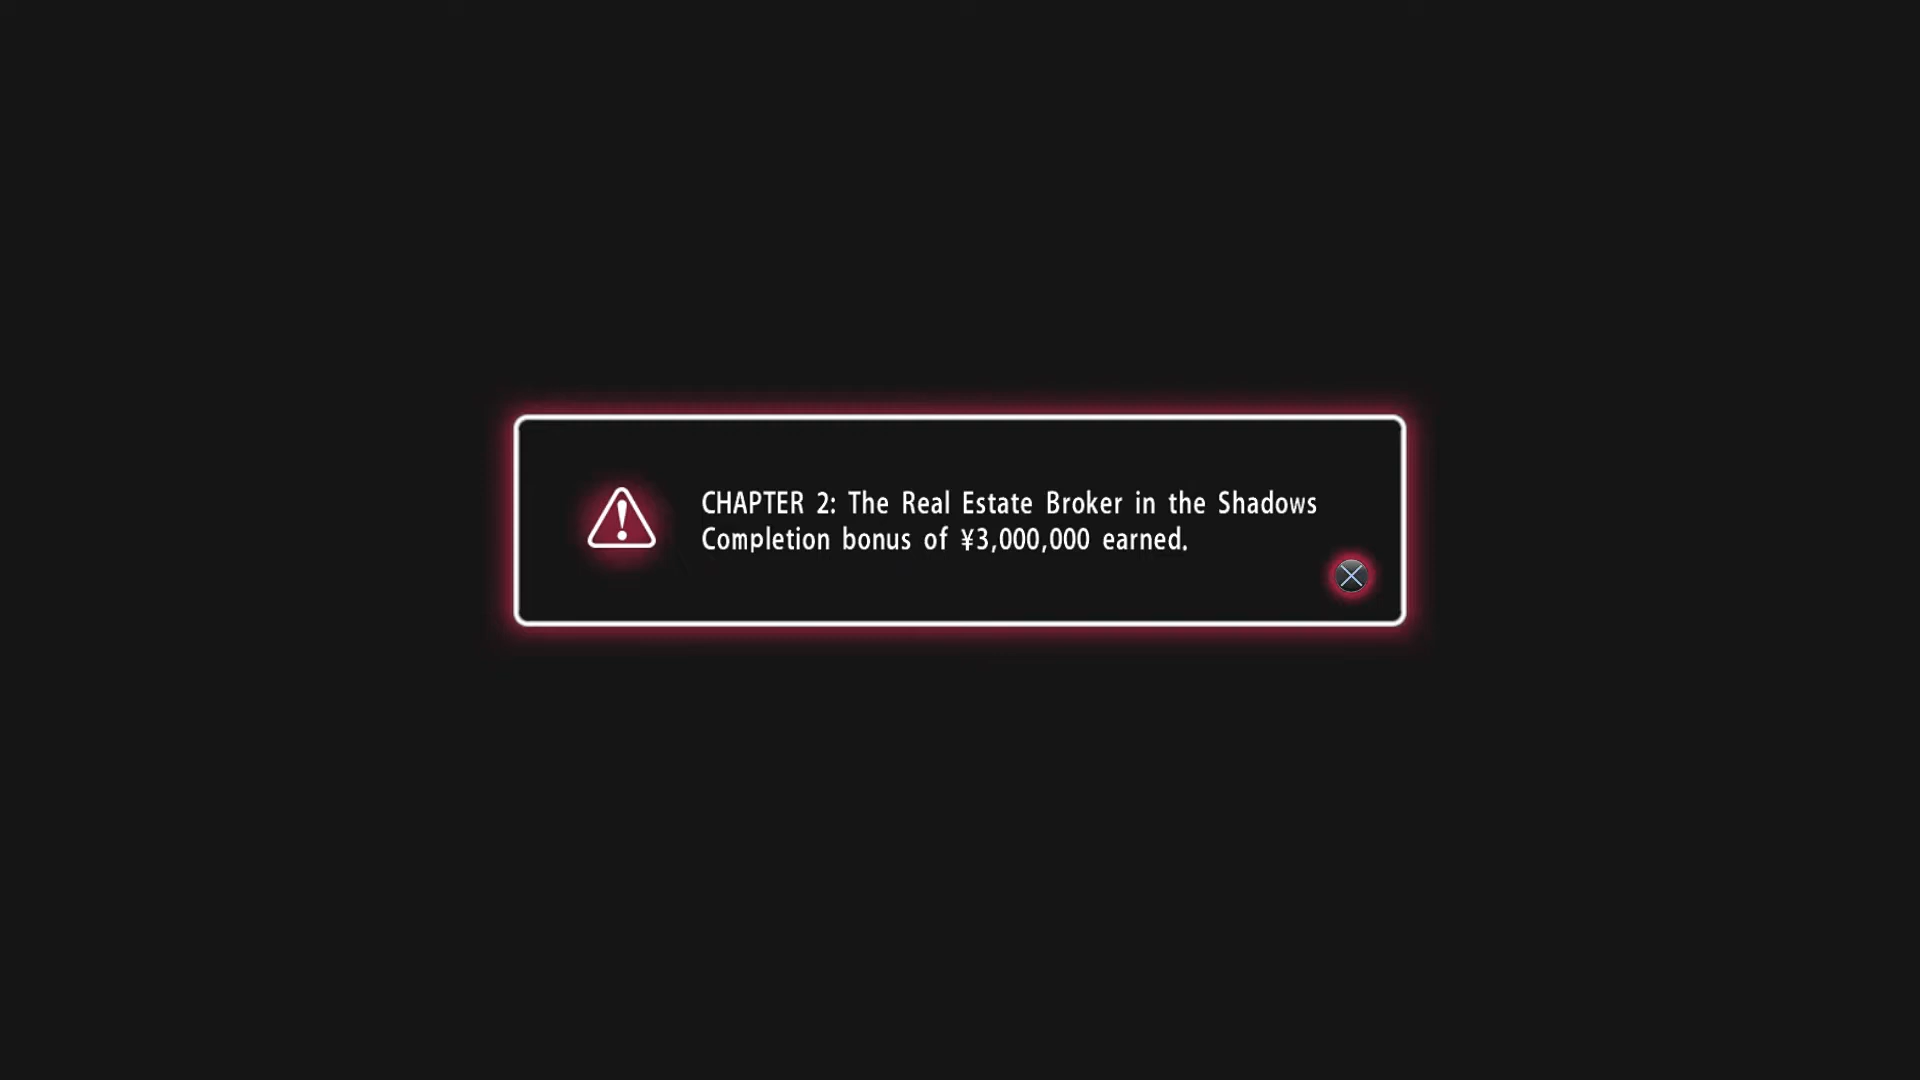 CHAPTER 2: The Real Estate Broker in the Shadows
Completion bonus of ¥3,000,000 earned.